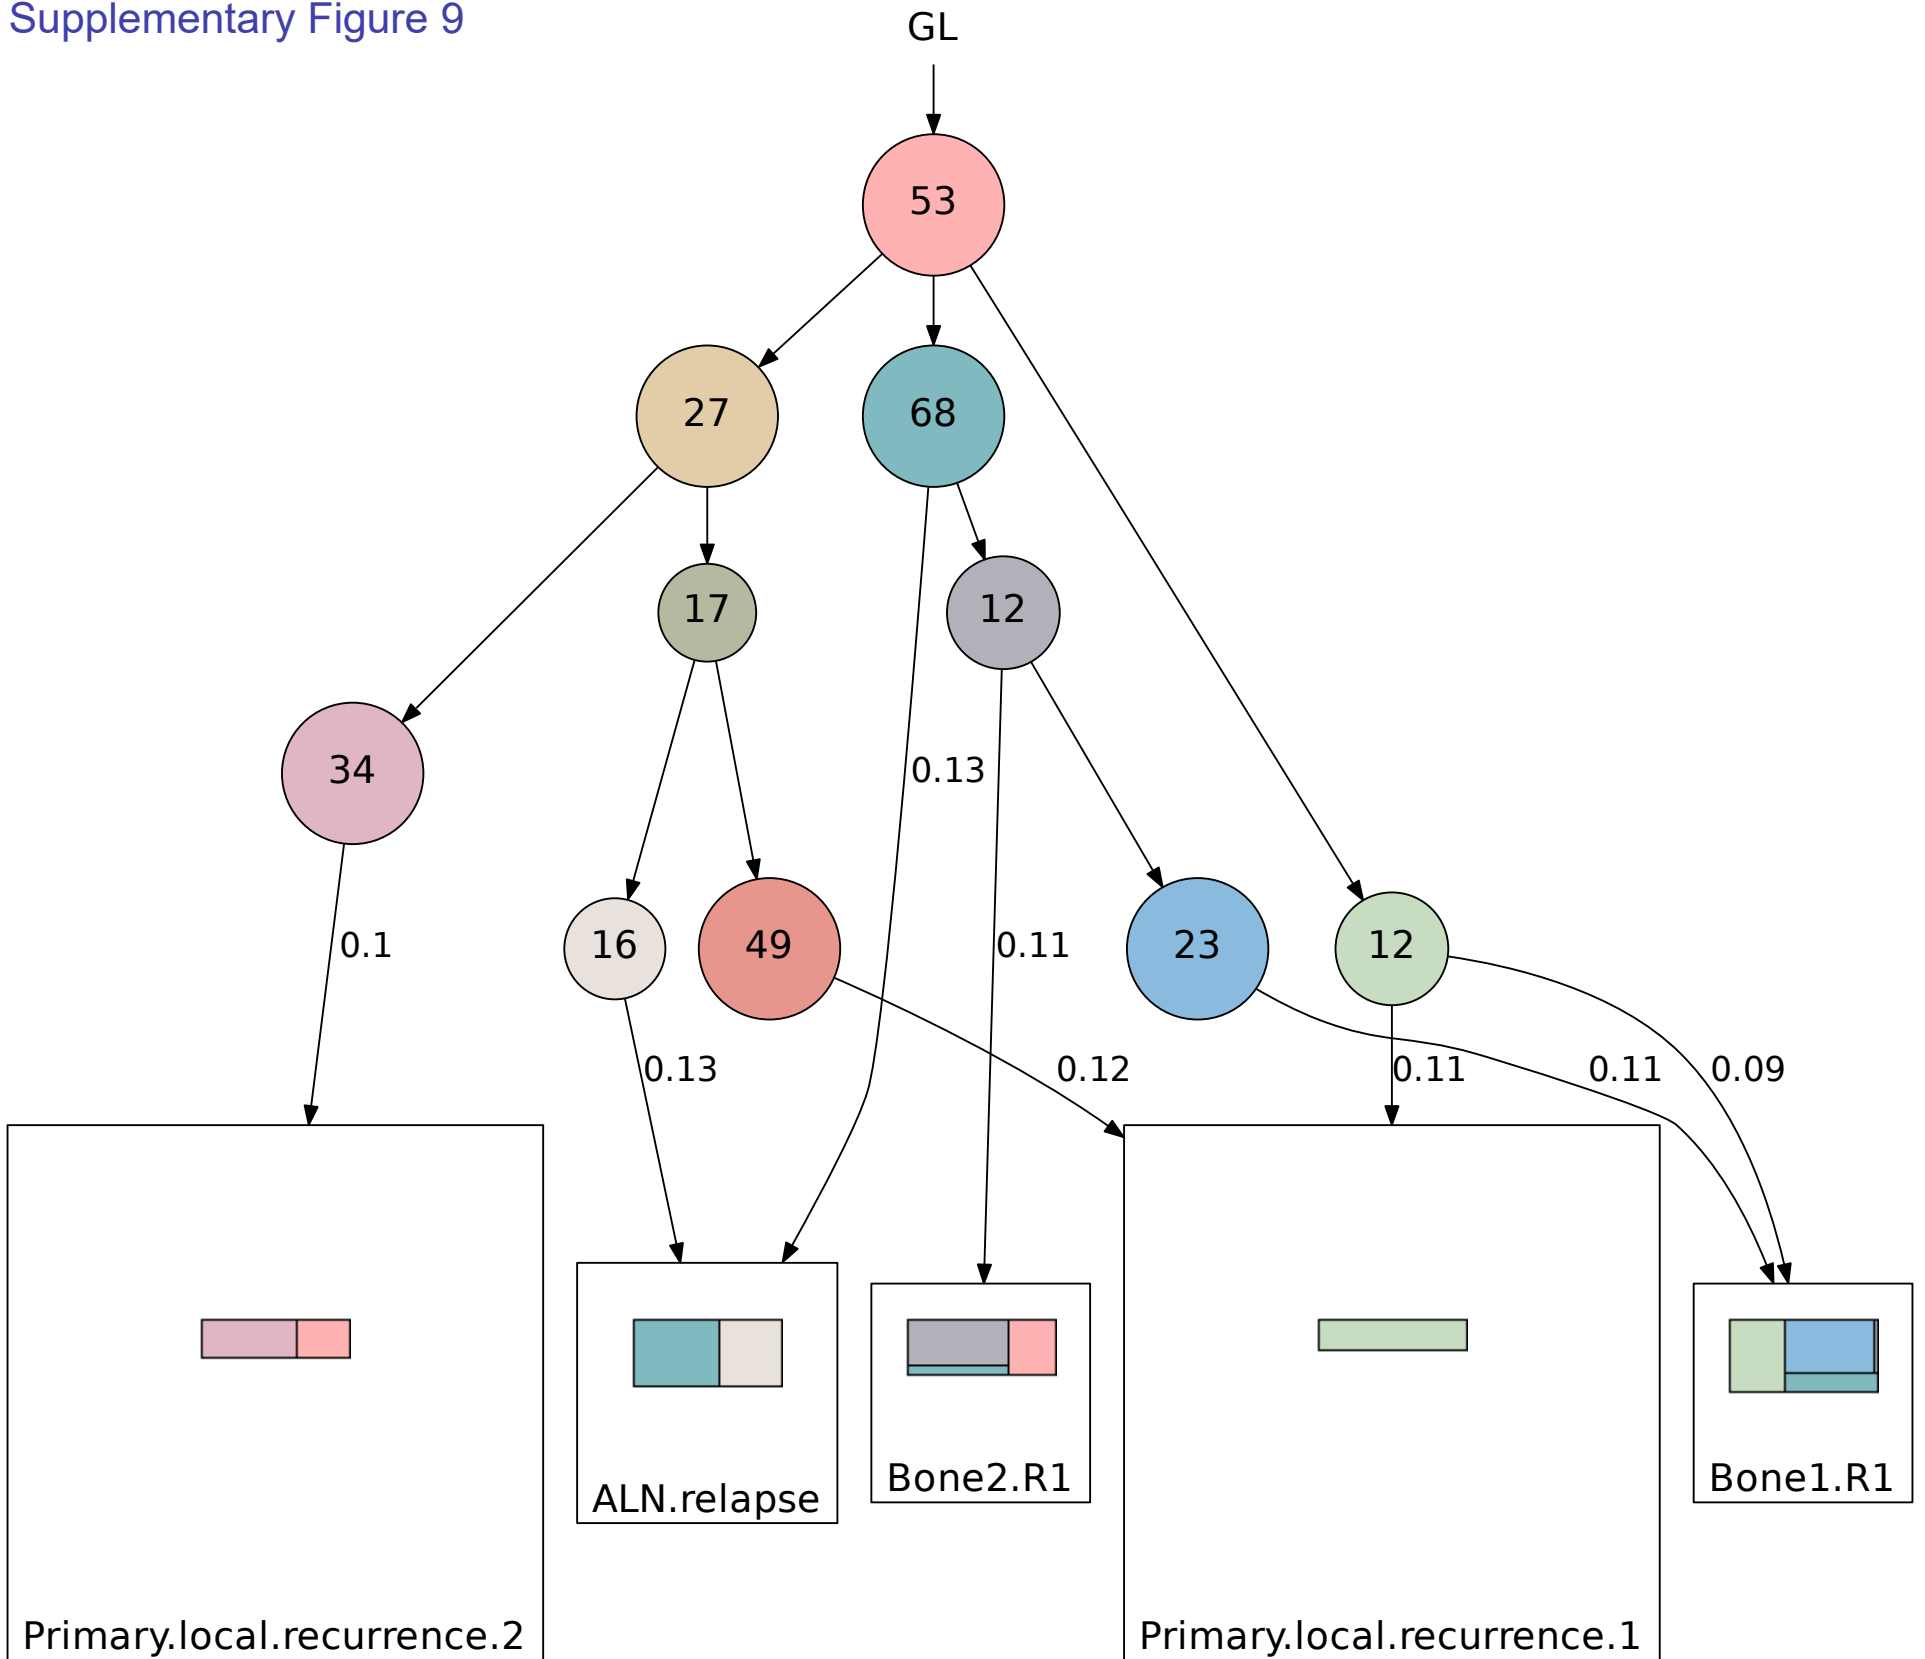 Supplementary Figure 9
GL
53
27
68
17
12
34
0.13
16
49
23
12
0.1
0.11
0.13
0.12
0.11
0.11
0.09
Bone2.R1
Bone1.R1
ALN.relapse
Primary.local.recurrence.2
Primary.local.recurrence.1